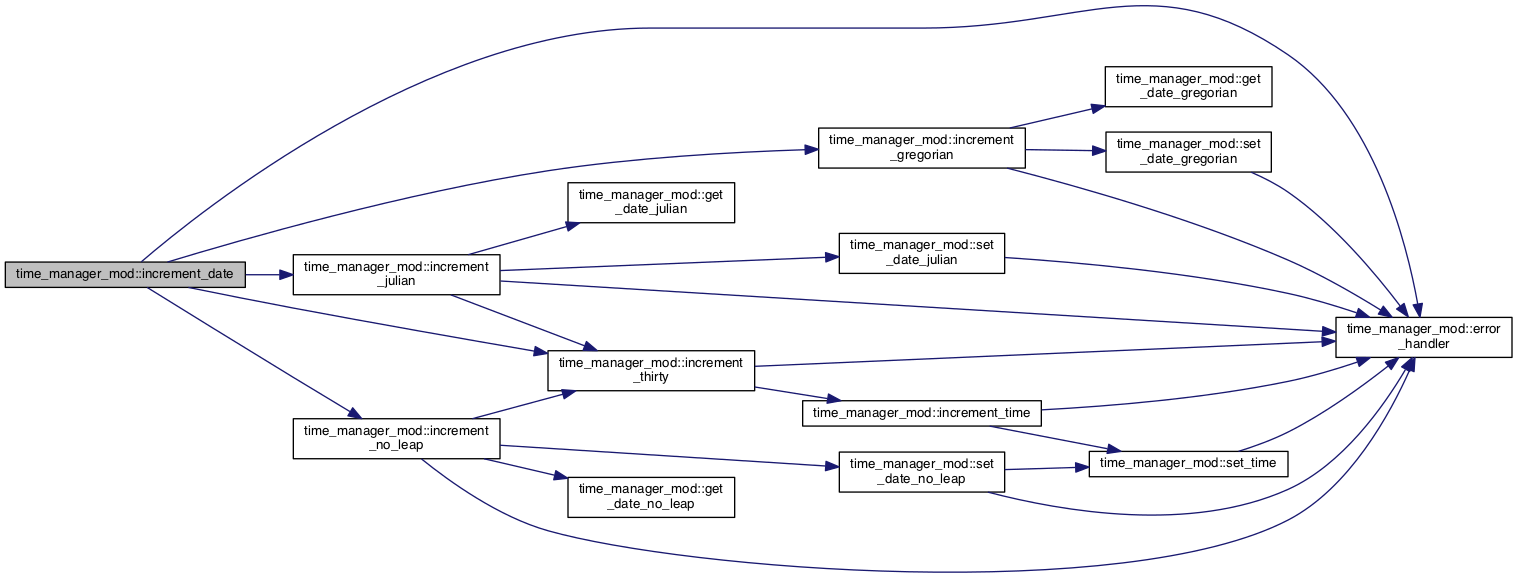 time_manager_mod::increment_date
time_manager_mod::increment
_julian
time_manager_mod::increment
_no_leap
time_manager_mod::get
_date_julian
time_manager_mod::increment
_thirty
time_manager_mod::get
_date_no_leap
time_manager_mod::increment
_gregorian
time_manager_mod::set
_date_julian
time_manager_mod::increment_time
time_manager_mod::set
_date_no_leap
time_manager_mod::get
_date_gregorian
time_manager_mod::set
_date_gregorian
time_manager_mod::set_time
time_manager_mod::error
_handler